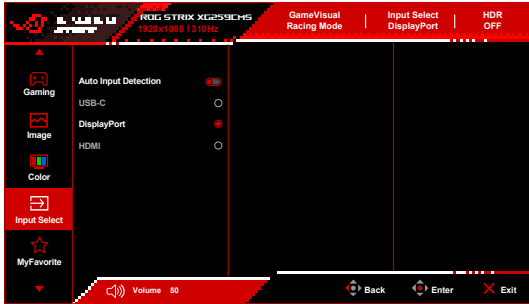 ROG STRIX XG259CMS
1920x1080 | 310Hz
GameVisual
Racing Mode
Input Select
DisplayPort
HDR
OFF
Gaming
Image
Color
Input Select
MyFavorite
Auto Input Detection
USB-C
DisplayPort
HDMI
Volume 50
Back
Enter
Exit